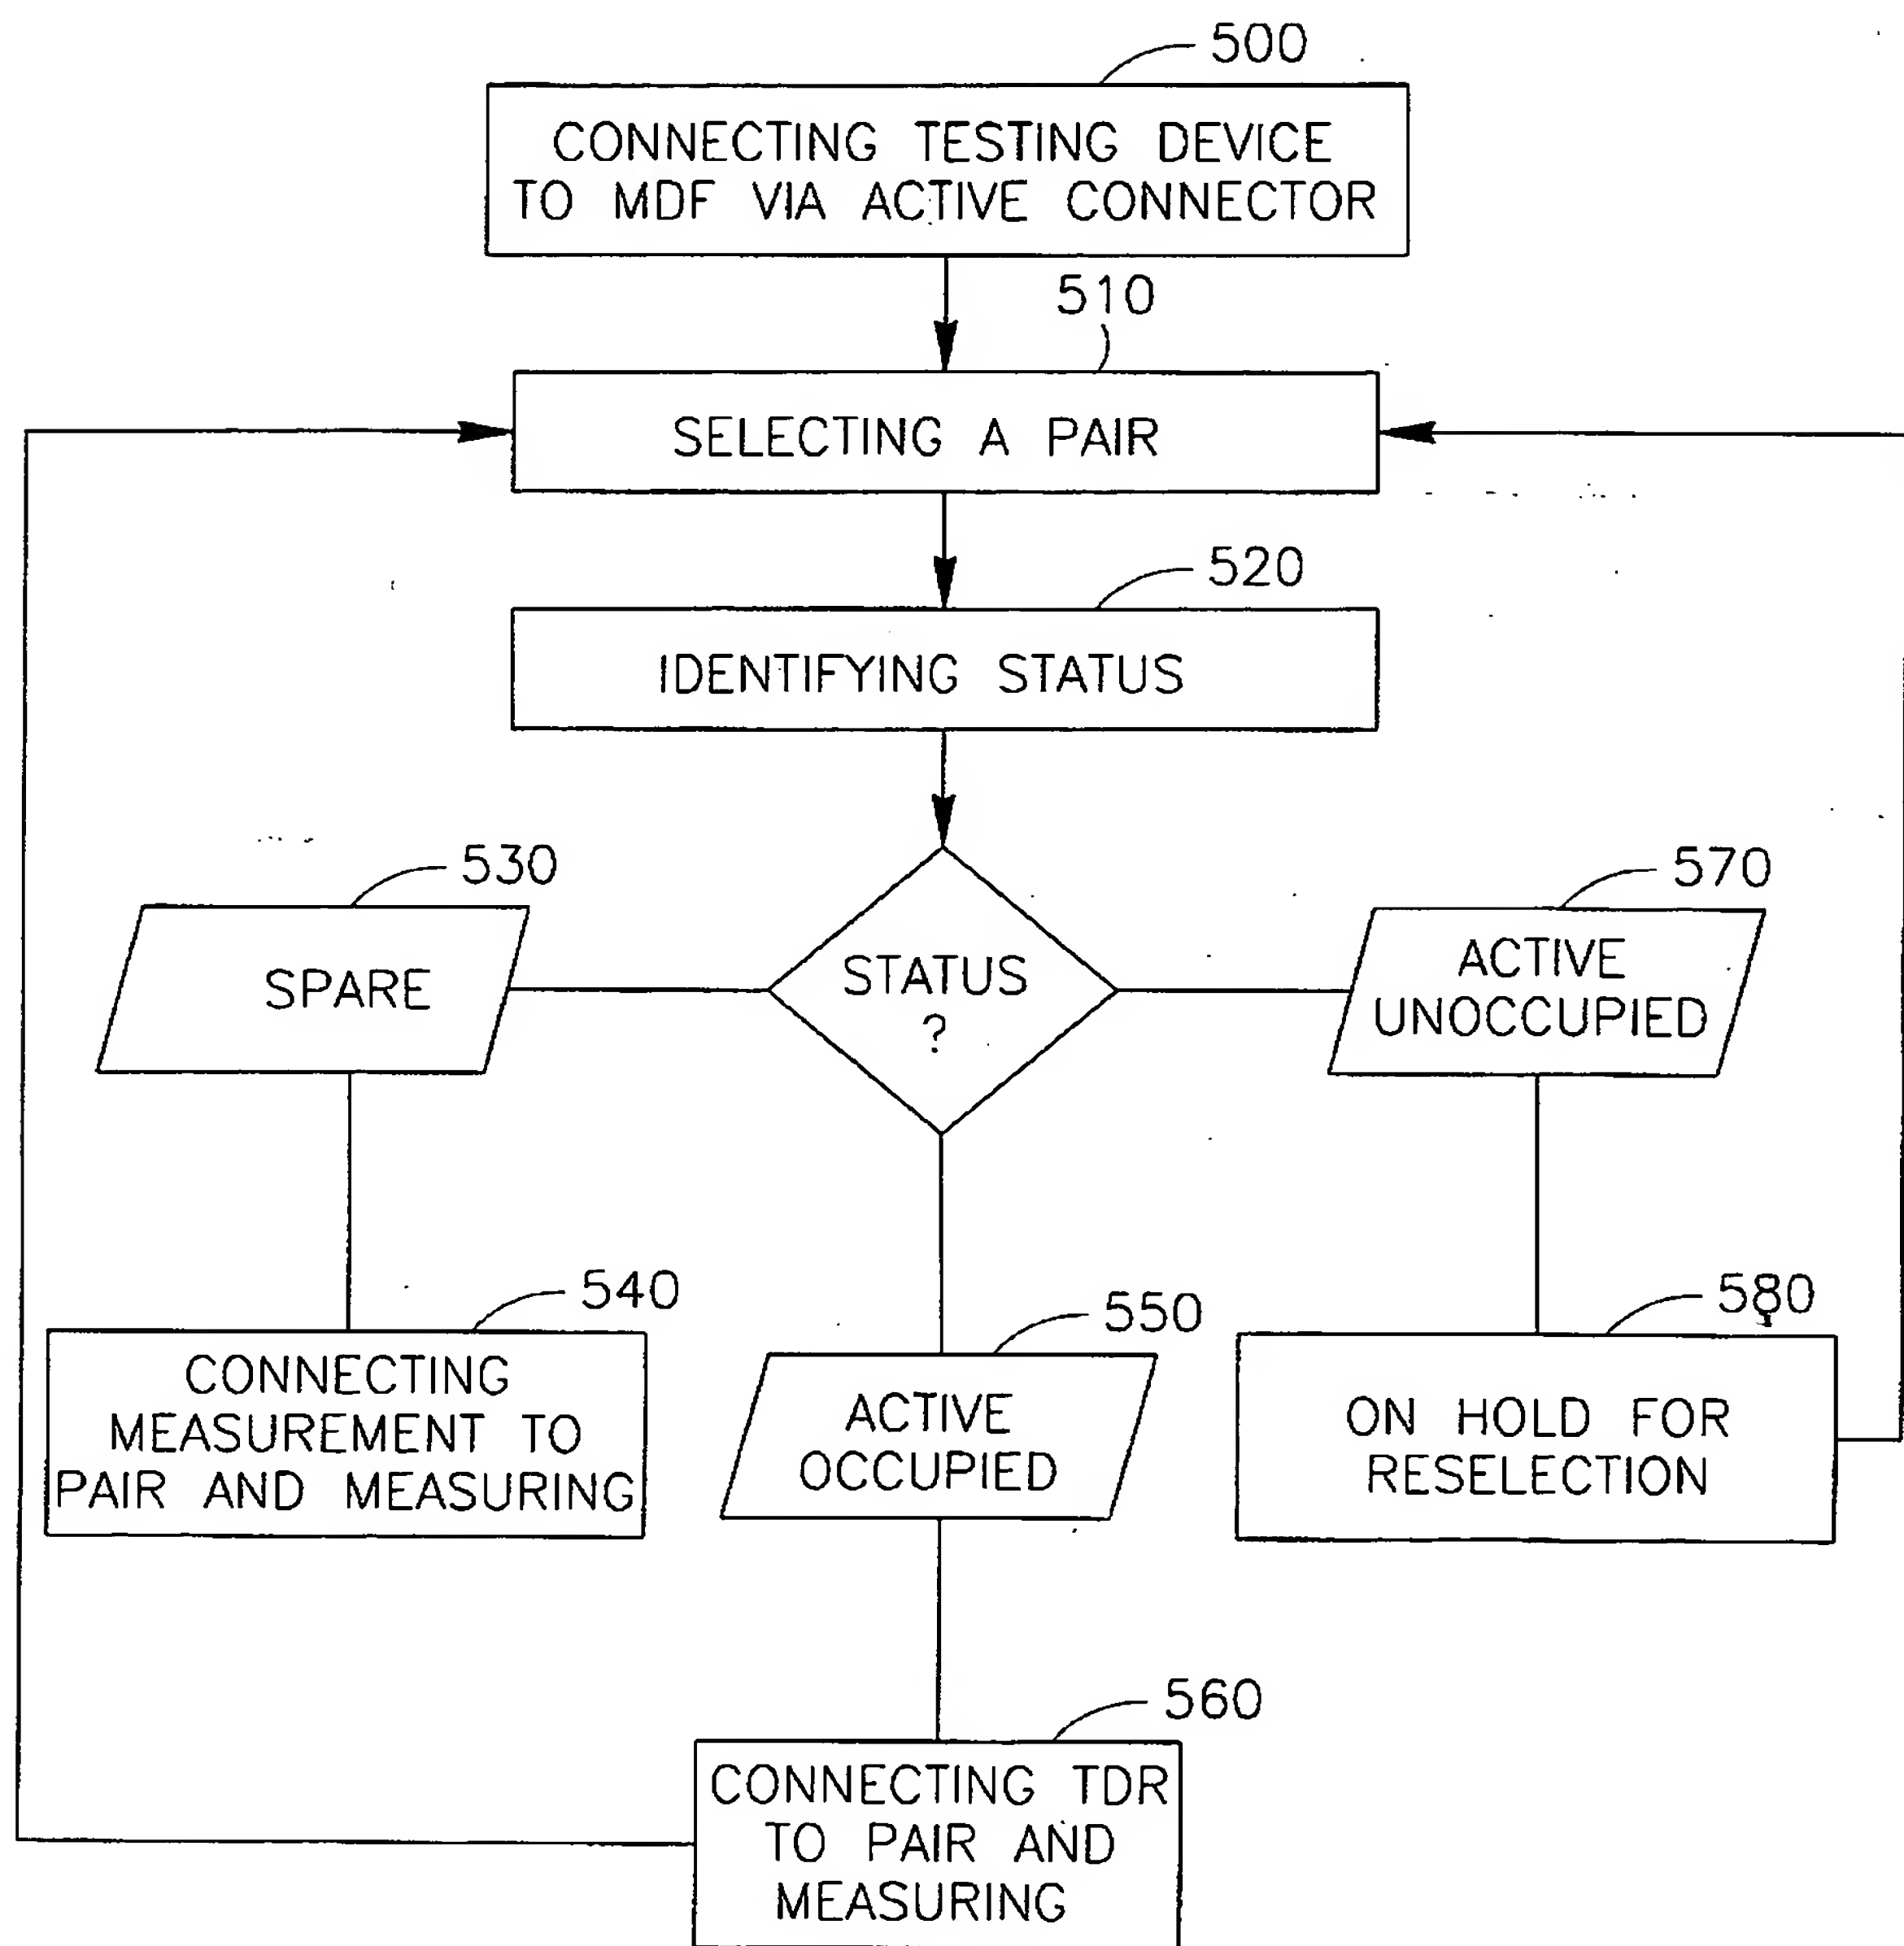 500
CONNECTING TESTING DEVICE
TO MDF VIA ACTIVE CONNECTOR
510
SELECTING A PAIR
520
IDENTIFYING STATUS
530
SPARE
STATUS
?
570
ACTIVE
UNOCCUPIED
540
CONNECTING
MEASUREMENT TO
PAIR AND MEASURING
550
ACTIVE
OCCUPIED
580
ON HOLD FOR
RESELECTION
560
CONNECTING TDR
TO PAIR AND
MEASURING